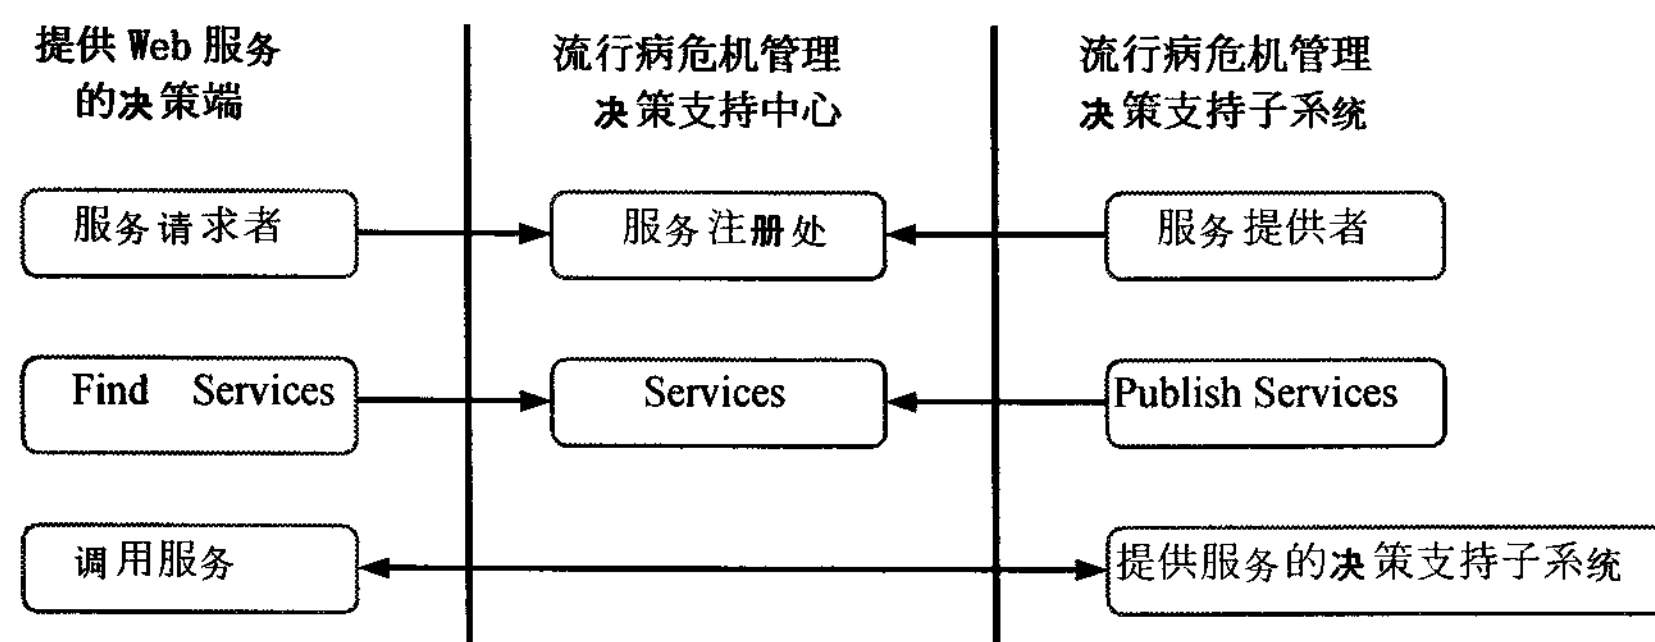 提供 Web 服务
的决策端
流行病危机管理
决策支持中心
流行病危机管理
决策支持子系统
服务请求者
服务注册处
服务提供者
Find Services
Services
Publish Services
调用服务
提供服务的决策支持子系统